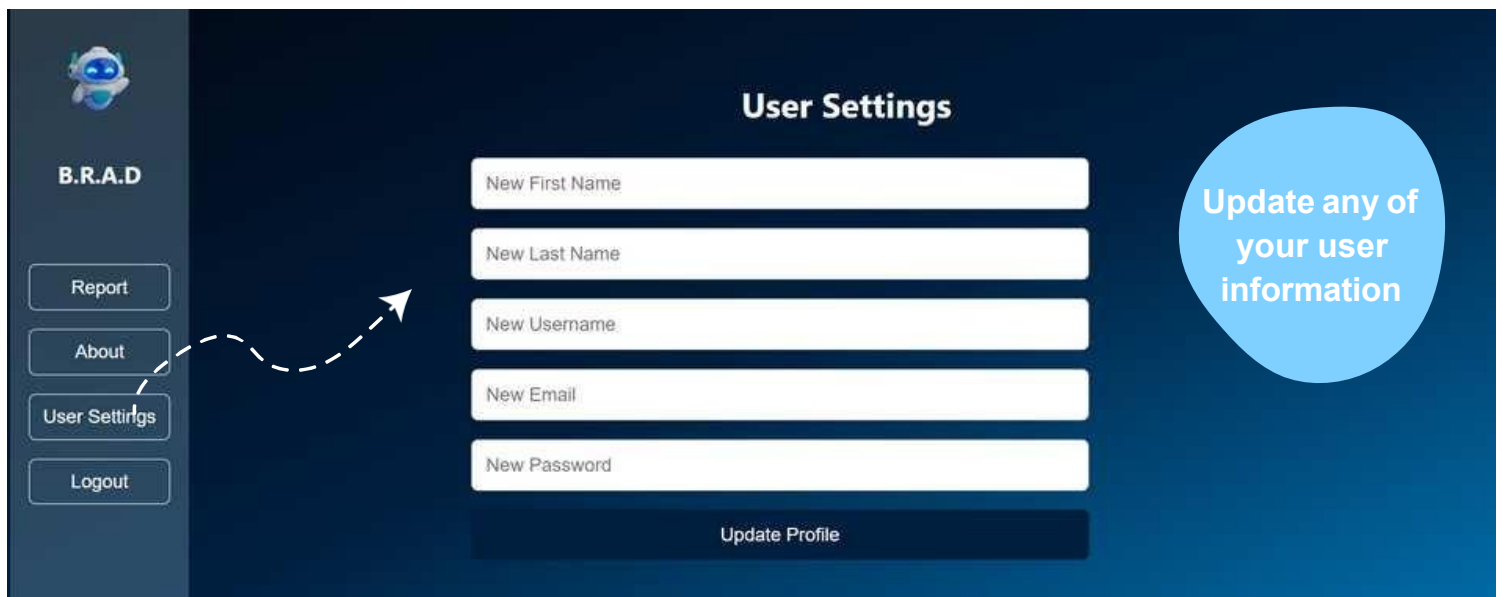 B.R.A.D
Report
About
User Settings
Logout
User Settings
New First Name
New Last Name
New Username
New Email
New Password
Update Profile
Update any of
your user
information